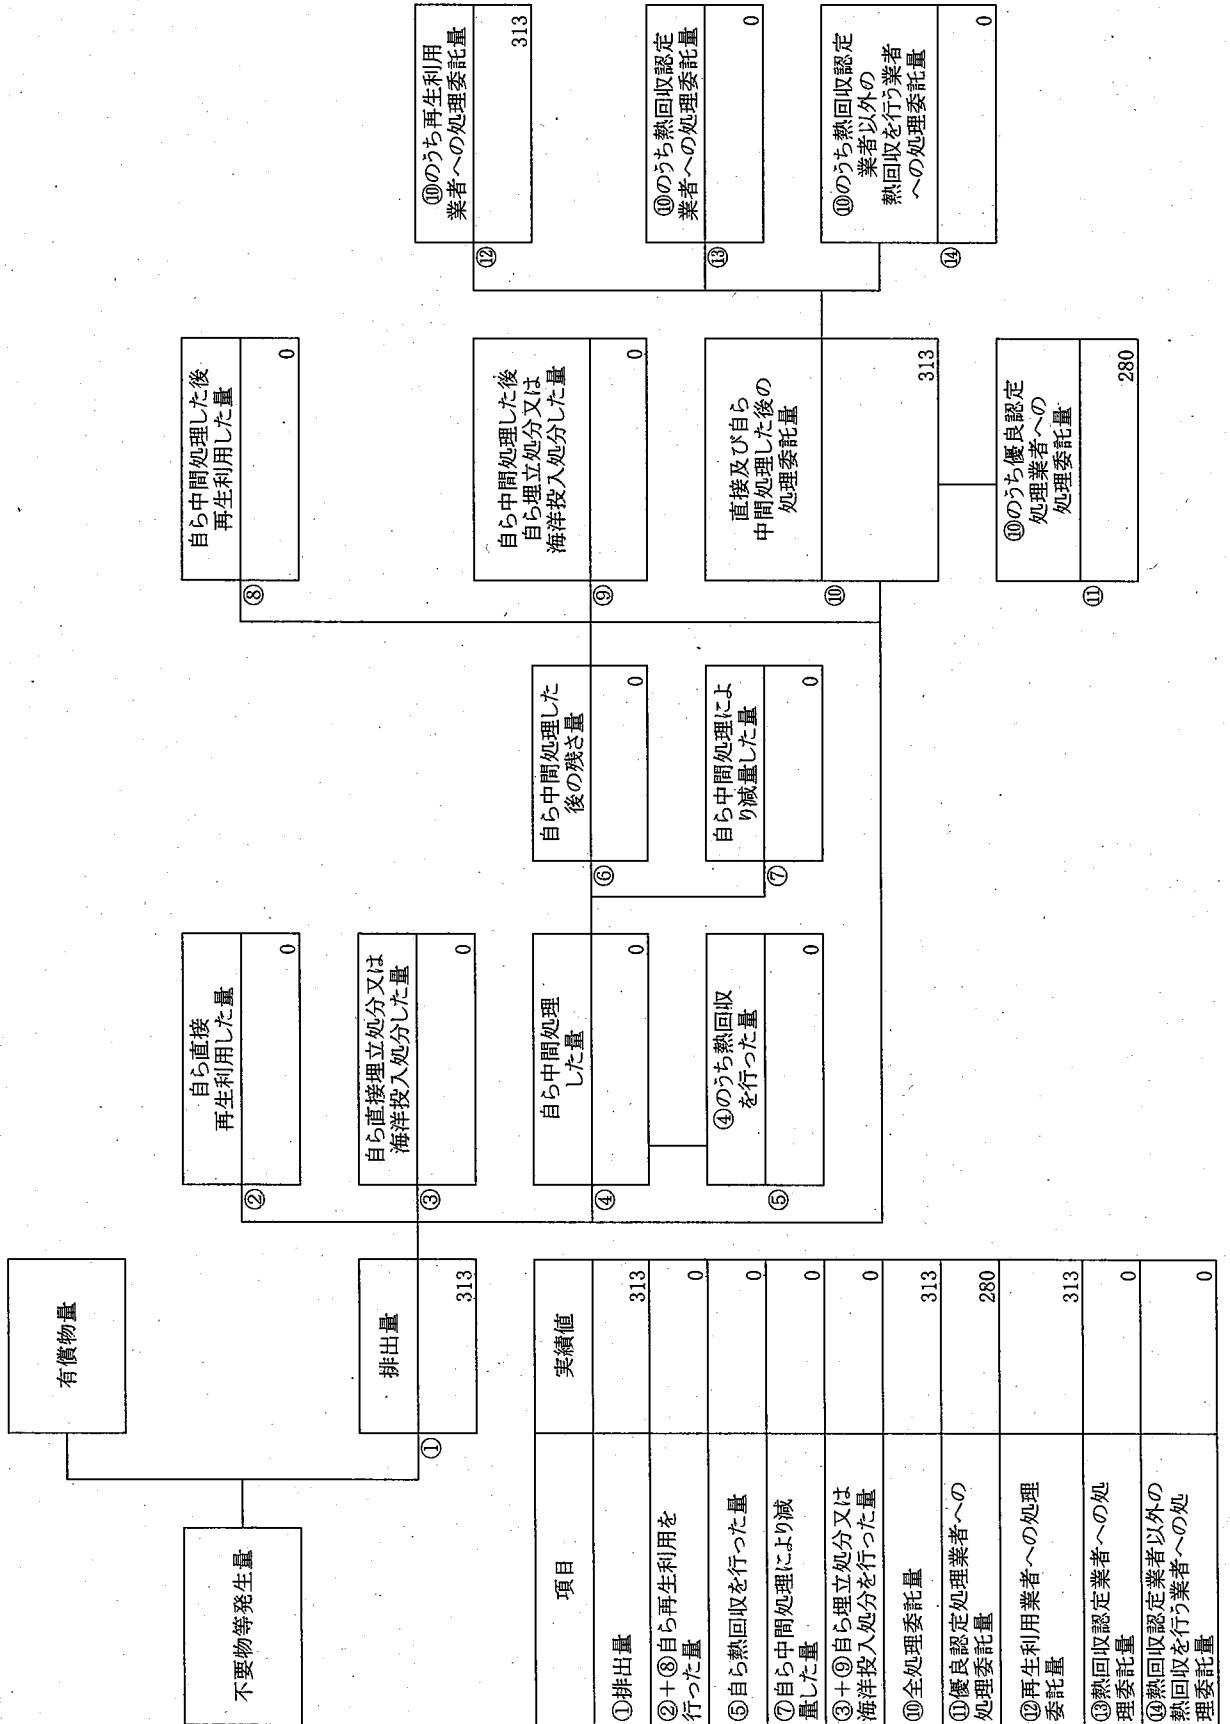 不要物等発生量
有償物量
①
排出量
313
②
自ら直接
再生利用した量
0
③
自ら直接埋立処分又は
海洋投入処分した量
0
④
自ら中間処理
した量
0
⑤
④のうち熱回収
を行った量
0
⑥
自ら中間処理した
後の残さ量
0
⑦
自ら中間処理によ
り減量した量
0
⑧
自ら中間処理した後
再生利用した量
0
⑨
自ら中間処理した後
自ら埋立処分又は
海洋投入処分した量
0
⑩
直接及び自ら
中間処理した後の
処理委託量
313
⑪
⑩のうち優良認定
処理業者への
処理委託量
280
⑫
⑩のうち再生利用
業者への処理委託量
313
⑬
⑩のうち熱回収認定
業者への処理委託量
0
⑭
⑩のうち熱回収認定
業者以外の
熱回収を行う業者
への処理委託量
0
項目 実績値
①排出量 313
②+⑧自ら再生利用を
行った量 0
⑤自ら熱回収を行った量 0
⑦自ら中間処理により減
量した量 0
③+⑨自ら埋立処分又は
海洋投入処分を行った量 0
⑩全処理委託量 313
⑪優良認定処理業者への
処理委託量 280
⑫再生利用業者への処理
委託量 313
⑬熱回収認定業者への処
理委託量 0
⑭熱回収認定業者以外の
熱回収を行う業者への処
理委託量 0